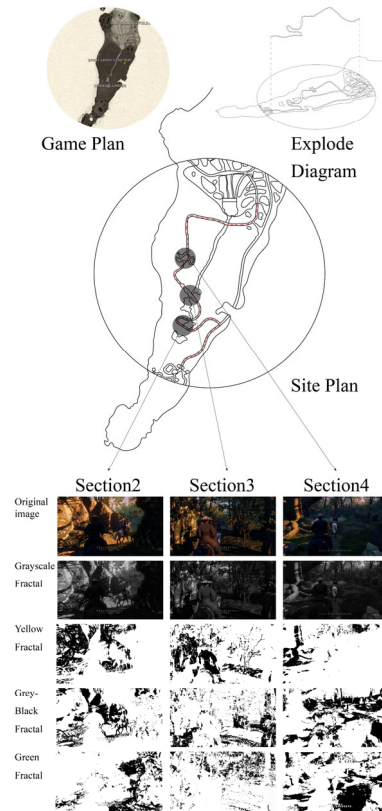 Game Plan
Explode
Diagram
Site Plan
Section2
Section3
Section4
Original
image
Grayscale
Fractal
Yellow
Fractal
Grey-
Black
Fractal
Green
Fractal